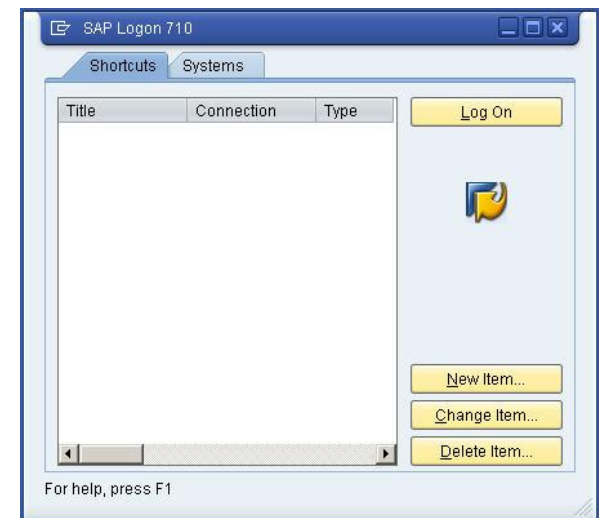 SAP Logon 710
Shortcuts Systems
Title Connection Type
Log On
New Item...
Change Item...
Delete Item...
For help, press F1